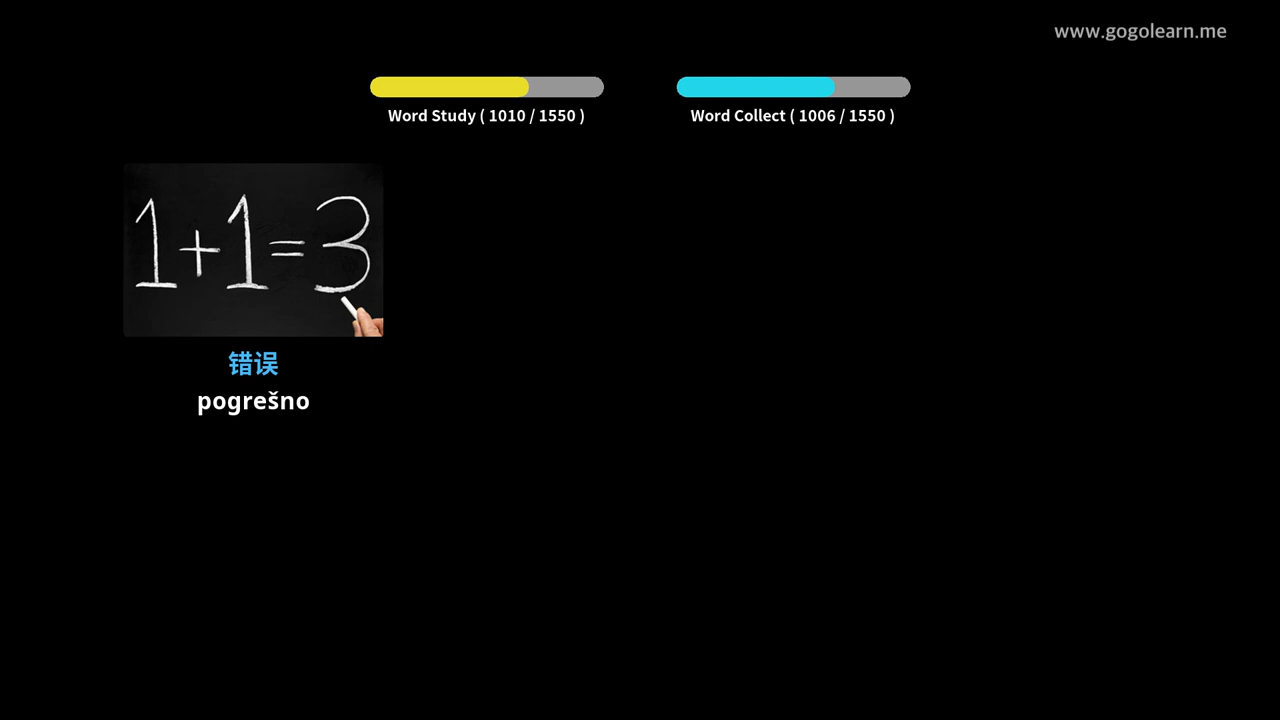 www.gogolearn.me
Word Study ( 1010 / 1550 )
Word Collect ( 1006 / 1550 )
1+1=3
错误
pogrešno